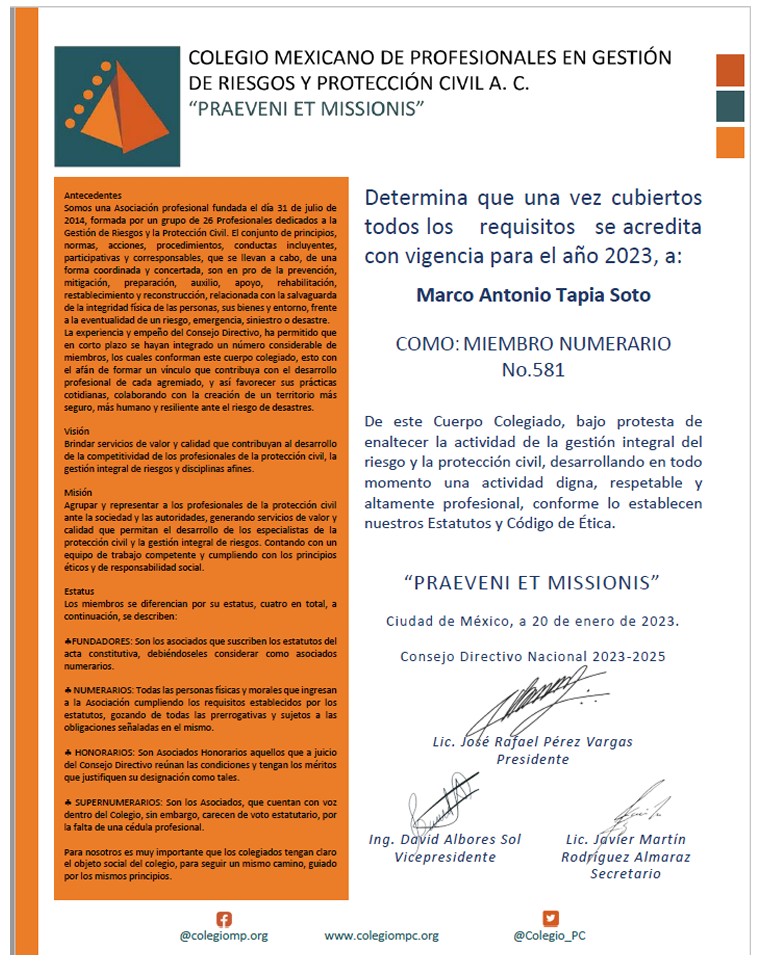 COLEGIO MEXICANO DE PROFESIONALES EN GESTIÓN
DE RIESGOS Y PROTECCIÓN CIVIL A. C.
“PRAEVENI ET MISSIONIS”
Antecedentes
Somos una Asociación profesional fundada el día 31 de julio de
2014, formada por un grupo de 26 Profesionales dedicados a la
Gestión de Riesgos y la Protección Civil. El conjunto de principios,
normas, acciones, procedimientos, conductas incluyentes,
participativas y corresponsables, que se llevan a cabo, de una
forma coordinada y concertada, son en pro de la prevención,
mitigación, preparación, auxilio, apoyo, rehabilitación,
restablecimiento y reconstrucción, relacionada con la salvaguarda
de la integridad física de las personas, sus bienes y entorno, frente
a la eventualidad de un riesgo, emergencia, siniestro o desastre.
La experiencia y empeño del Consejo Directivo, ha permitido que
en corto plazo se hayan integrado un número considerable de
miembros, los cuales conforman este cuerpo colegiado, esto con
el afán de formar un vínculo que contribuya con el desarrollo
profesional de cada agremiado, y así favorecer sus prácticas
cotidianas, colaborando con la creación de un territorio más
seguro, más humano y resiliente ante el riesgo de desastres.
Visión
Brindar servicios de valor y calidad que contribuyan al desarrollo
de la competitividad de los profesionales de la protección civil, la
gestión integral de riesgos y disciplinas afines.
Misión
Agrupar y representar a los profesionales de la protección civil
ante la sociedad y las autoridades, generando servicios de valor y
calidad que permitan el desarrollo de los especialistas de la
protección civil y la gestión integral de riesgos. Contando con un
equipo de trabajo competente y cumpliendo con los principios
éticos y de responsabilidad social.
Estatus
Los miembros se diferencian por su estatus, cuatro en total, a
continuación, se describen:
♣FUNDADORES: Son los asociados que suscriben los estatutos del
acta constitutiva, debiéndoseles considerar como asociados
numerarios.
♣ NUMERARIOS: Todas las personas físicas y morales que ingresan
a la Asociación cumpliendo los requisitos establecidos por los
estatutos, gozando de todas las prerrogativas y sujetos a las
obligaciones señaladas en el mismo.
♣ HONORARIOS: Son Asociados Honorarios aquellos que a juicio
del Consejo Directivo reúnan las condiciones y tengan los méritos
que justifiquen su designación como tales.
♣ SUPERNUMERARIOS: Son los Asociados, que cuentan con voz
dentro del Colegio, sin embargo, carecen de voto estatutario, por
la falta de una cédula profesional.
Para nosotros es muy importante que los colegiados tengan claro
el objeto social del colegio, para seguir un mismo camino, guiado
por los mismos principios.
Determina que una vez cubiertos
todos los requisitos se acredita
con vigencia para el año 2023, a:
Marco Antonio Tapia Soto
COMO: MIEMBRO NUMERARIO
No.581
De este Cuerpo Colegiado, bajo protesta de
enaltecer la actividad de la gestión integral del
riesgo y la protección civil, desarrollando en todo
momento una actividad digna, respetable y
altamente profesional, conforme lo establecen
nuestros Estatutos y Código de Ética.
“PRAEVENI ET MISSIONIS”
Ciudad de México, a 20 de enero de 2023.
Consejo Directivo Nacional 2023-2025
Lic. José Rafael Pérez Vargas
Presidente
Ing. David Albores Sol
Vicepresidente
Lic. Javier Martín
Rodríguez Almaraz
Secretario
@colegiomp.org
www.colegiompc.org
@Colegio_PC